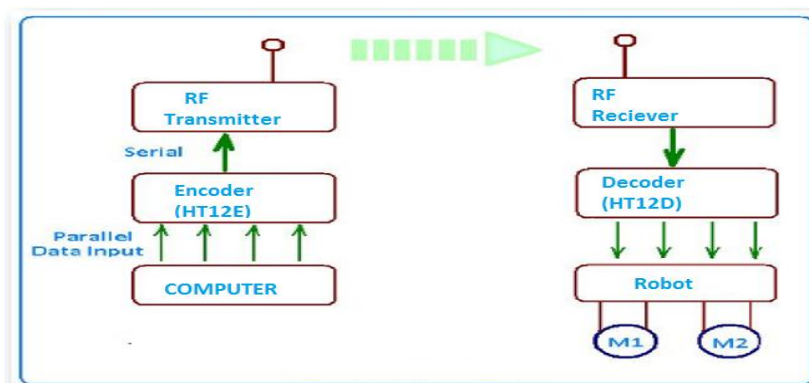 RF
Transmitter
Serial
Encoder
(HT12E)
Parallel
Data Input
COMPUTER
RF
Reciever
Decoder
(HT12D)
Robot
M1
M2